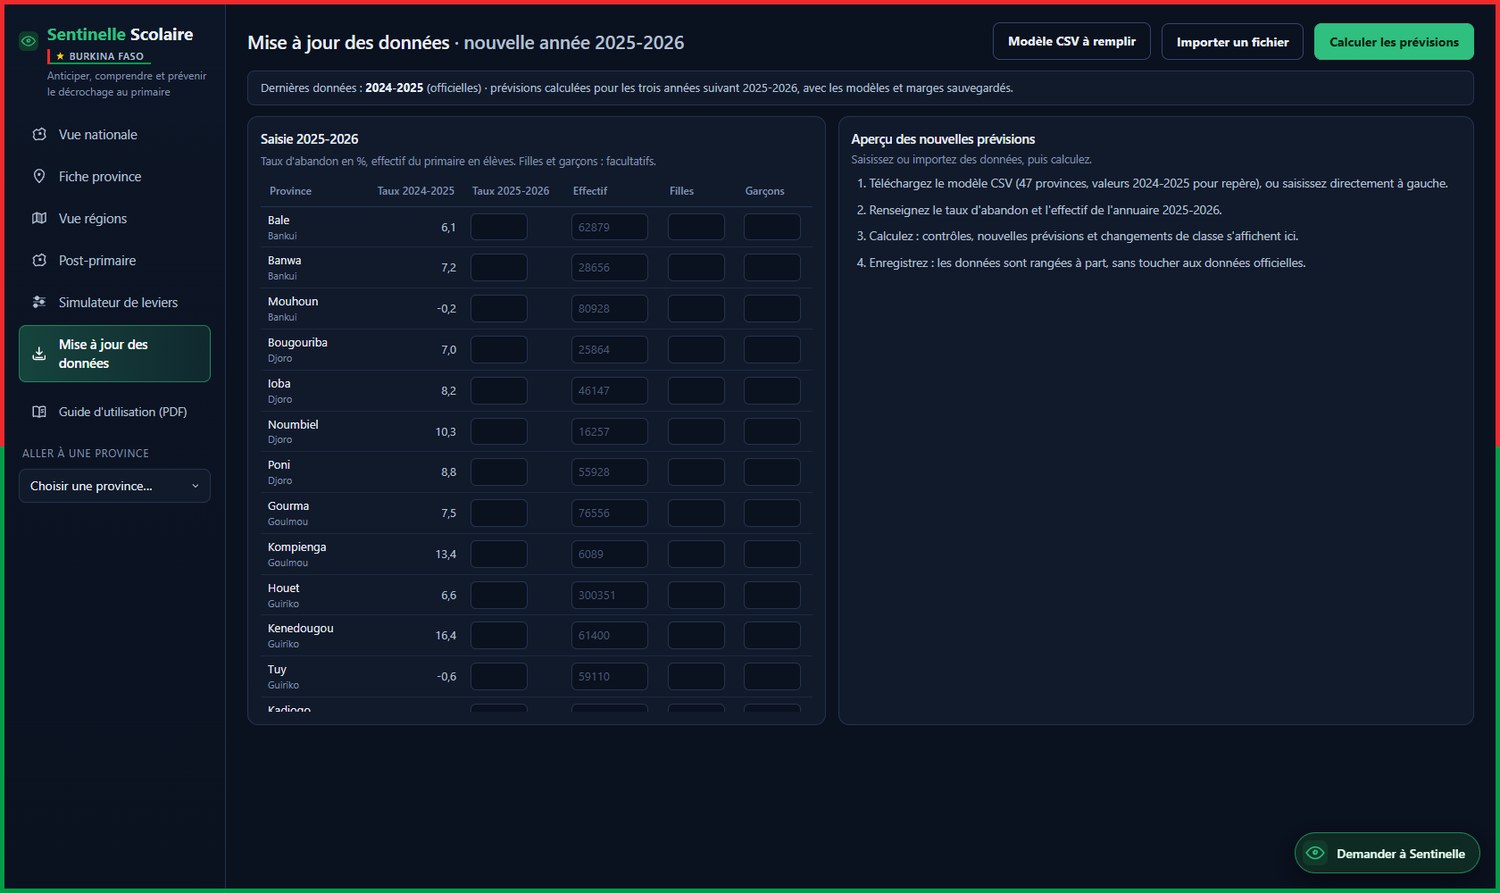 Sentinelle Scolaire
★ BURKINA FASO
Anticiper, comprendre et prévenir
le décrochage au primaire
Vue nationale
Fiche province
Vue régions
Post-primaire
Simulateur de leviers
Mise à jour des
données
Guide d'utilisation (PDF)
ALLER À UNE PROVINCE
Choisir une province...
Mise à jour des données · nouvelle année 2025-2026
Modèle CSV à remplir
Importer un fichier
Calculer les prévisions
Dernières données : 2024-2025 (officielles) · prévisions calculées pour les trois années suivant 2025-2026, avec les modèles et marges sauvegardés.
Saisie 2025-2026
Taux d'abandon en %, effectif du primaire en élèves. Filles et garçons : facultatifs.
Province Taux 2024-2025 Taux 2025-2026 Effectif Filles Garçons
Bale 6,1 62879
Bankui
Banwa 7,2 28656
Bankui
Mouhoun -0,2 80928
Bankui
Bougouriba 7,0 25864
Djoro
Ioba 8,2 46147
Djoro
Noumbiel 10,3 16257
Djoro
Poni 8,8 55928
Djoro
Gourma 7,5 76556
Goulmou
Kompienga 13,4 6089
Goulmou
Houet 6,6 300351
Guiriko
Kenedougou 16,4 61400
Guiriko
Tuy -0,6 59110
Guiriko
Kadiogo
Aperçu des nouvelles prévisions
Saisissez ou importez des données, puis calculez.
1. Téléchargez le modèle CSV (47 provinces, valeurs 2024-2025 pour repère), ou saisissez directement à gauche.
2. Renseignez le taux d'abandon et l'effectif de l'annuaire 2025-2026.
3. Calculez : contrôles, nouvelles prévisions et changements de classe s'affichent ici.
4. Enregistrez : les données sont rangées à part, sans toucher aux données officielles.
Demander à Sentinelle